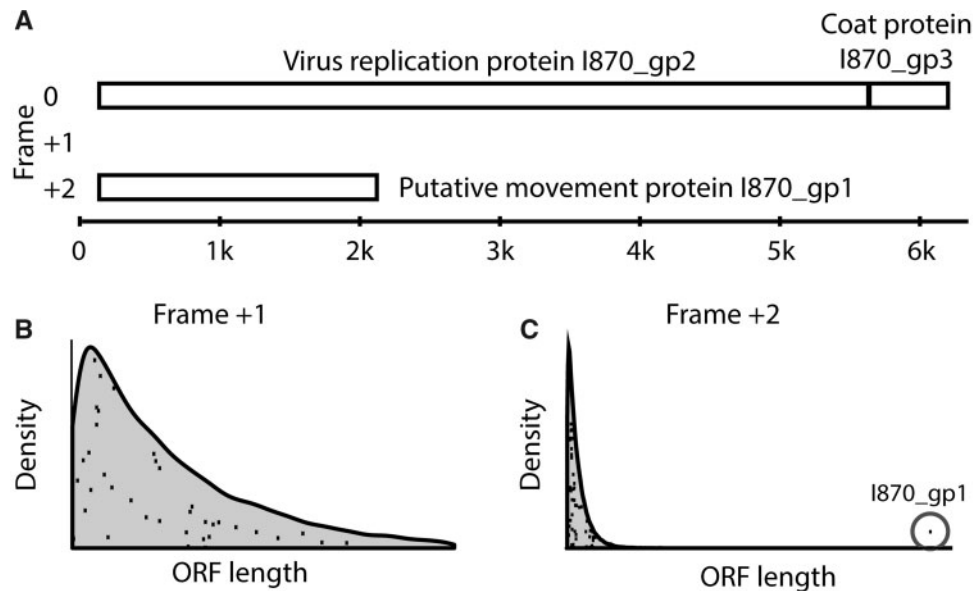 A
Coat protein
Virus replication protein I870_gp2
I870_gp3
Frame
0
+1
+2
Putative movement protein I870_gp1
0 1k 2k 3k 4k 5k 6k
B
Frame +1
Density
ORF length
C
Frame +2
Density
I870_gp1
ORF length